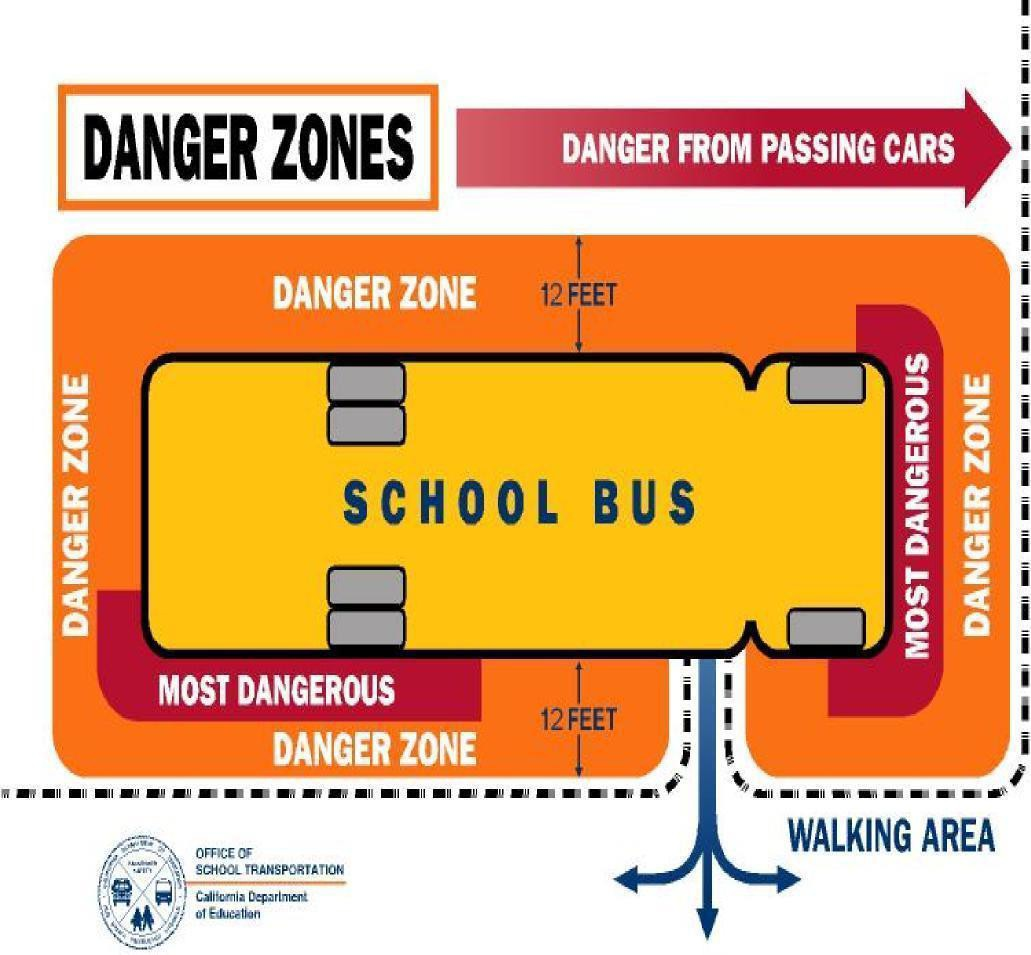 DANGER ZONES
DANGER FROM PASSING CARS
DANGER ZONE
12 FEET
DANGER ZONE
SCHOOL BUS
MOST DANGEROUS
DANGER ZONE
MOST DANGEROUS
12 FEET
DANGER ZONE
WALKING AREA
OFFICE OF
SCHOOL TRANSPORTATION
California Department
of Education